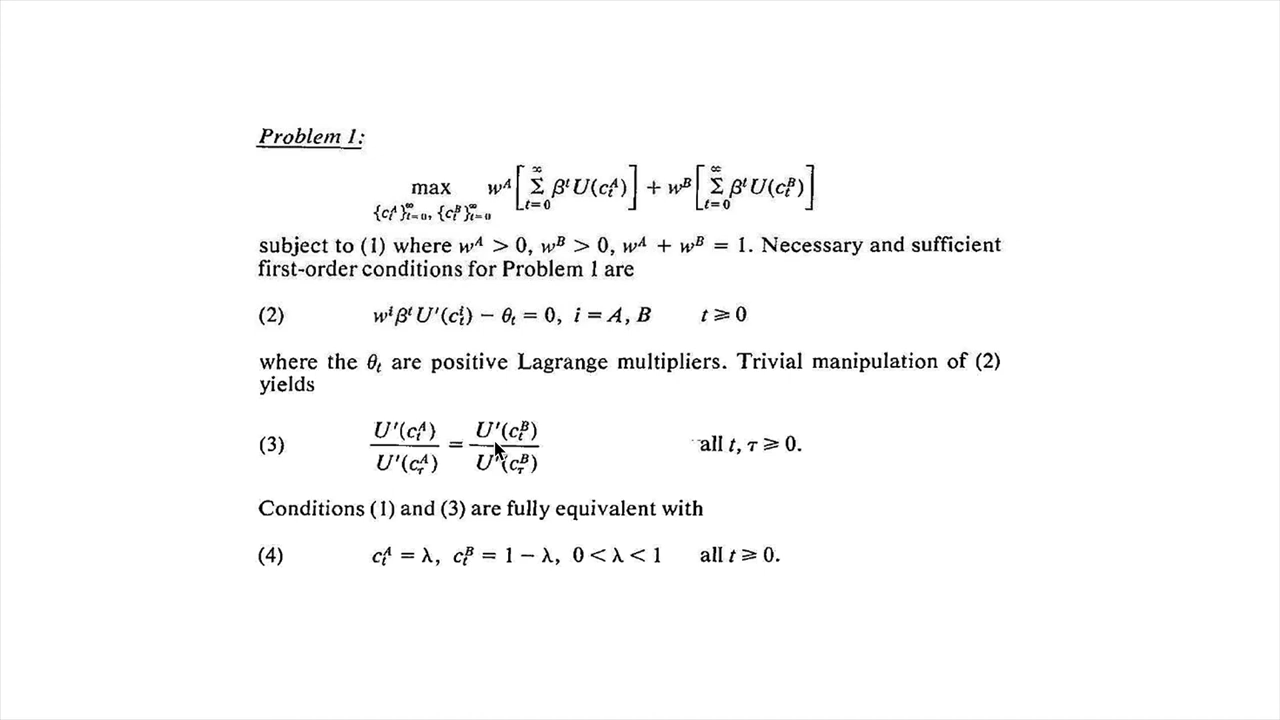 Problem 1:
max_{{c_t^A}_{t=0}^∞, {c_t^B}_{t=0}^∞} w^A [ Σ_{t=0}^∞ β^t U(c_t^A) ] + w^B [ Σ_{t=0}^∞ β^t U(c_t^B) ]
subject to (1) where w^A > 0, w^B > 0, w^A + w^B = 1. Necessary and sufficient
first-order conditions for Problem 1 are
(2) w^i β^t U'(c_t^i) − θ_t = 0, i = A, B t ⩾ 0
where the θ_t are positive Lagrange multipliers. Trivial manipulation of (2)
yields
(3) U'(c_t^A) / U'(c_τ^A) = U'(c_t^B) / U'(c_τ^B) all t, τ ⩾ 0.
Conditions (1) and (3) are fully equivalent with
(4) c_t^A = λ, c_t^B = 1 − λ, 0 < λ < 1 all t ⩾ 0.